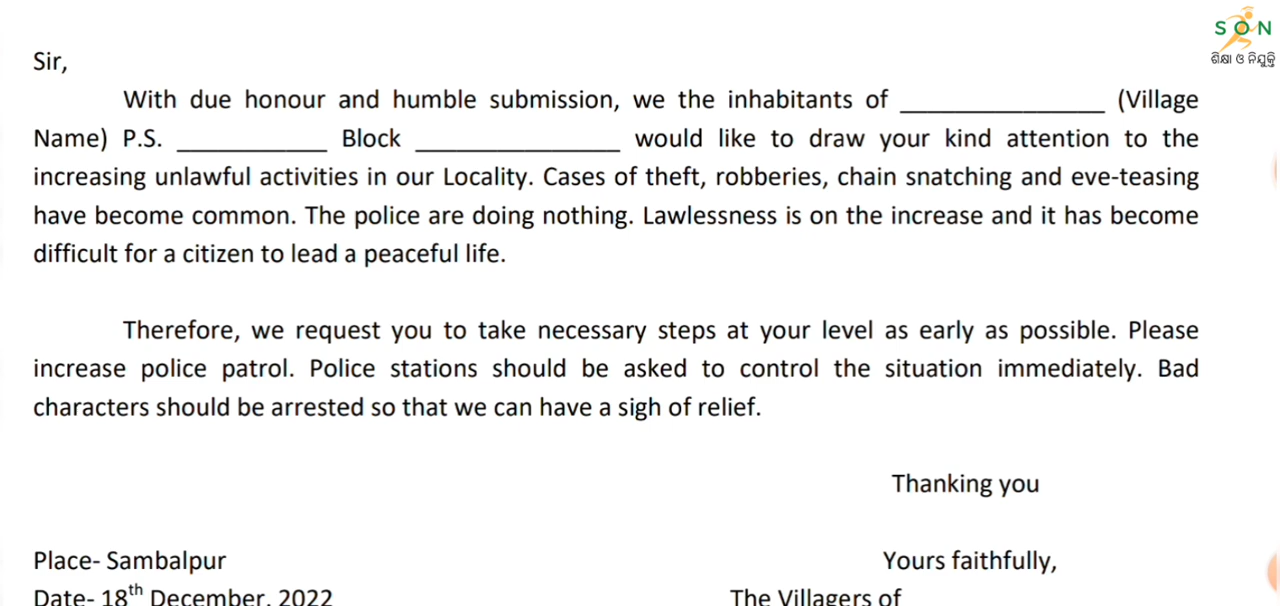 SON
ଶିକ୍ଷା ଓ ନିଯୁକ୍ତି
Sir,
With due honour and humble submission, we the inhabitants of _______________ (Village
Name) P.S. ___________ Block _______________ would like to draw your kind attention to the
increasing unlawful activities in our Locality. Cases of theft, robberies, chain snatching and eve-teasing
have become common. The police are doing nothing. Lawlessness is on the increase and it has become
difficult for a citizen to lead a peaceful life.
Therefore, we request you to take necessary steps at your level as early as possible. Please
increase police patrol. Police stations should be asked to control the situation immediately. Bad
characters should be arrested so that we can have a sigh of relief.
Thanking you
Place- Sambalpur
Yours faithfully,
Date- 18th December, 2022
The Villagers of